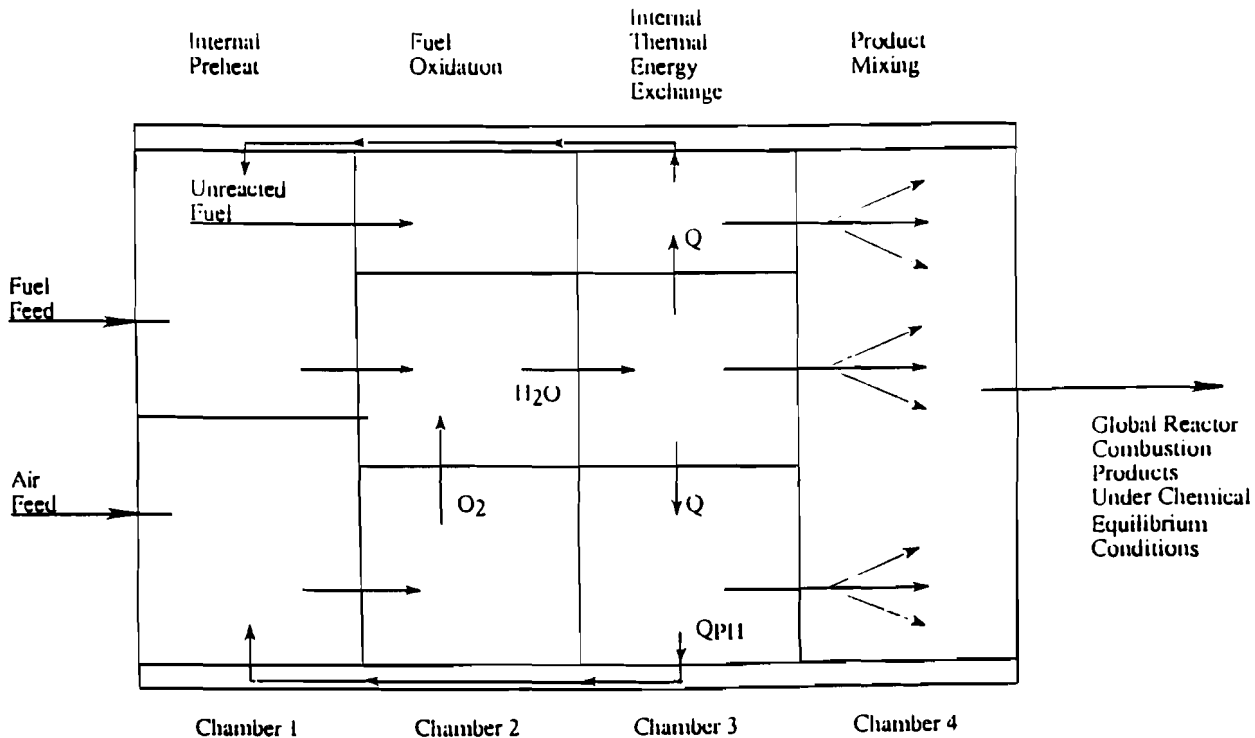 Internal
Preheat
Fuel
Oxidation
Internal
Thermal
Energy
Exchange
Product
Mixing
Unreacted
Fuel
Q
Fuel
Feed
H2O
Air
Feed
O2
Q
Global Reactor
Combustion
Products
Under Chemical
Equilibrium
Conditions
QPH
Chamber 1
Chamber 2
Chamber 3
Chamber 4